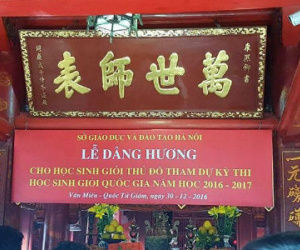 萬世師表
SỞ GIÁO DỤC VÀ ĐÀO TẠO HÀ NỘI
LỄ DÂNG HƯƠNG
CHO HỌC SINH GIỎI THỦ ĐÔ THAM DỰ KỲ THI
HỌC SINH GIỎI QUỐC GIA NĂM HỌC 2016 - 2017
Văn Miếu - Quốc Tử Giám, ngày 30 - 12 - 2016